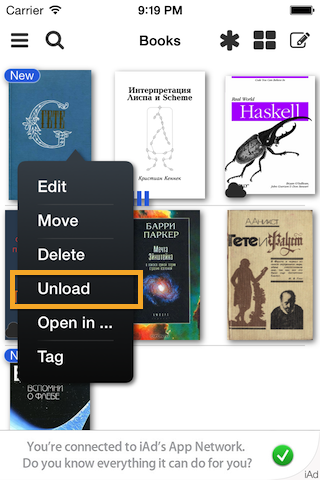 Carrier
9:19 PM
Books
New
ГЕТЕ
Интерпретация
Лиспа и Scheme
Кристиан Кеннек
Real World
Haskell
Edit
Move
Delete
Unload
Open in ...
Tag
БАРРИ
ПАРКЕР
Мечта
Эйнштейна
А.АНИКСТ
Гете и Фауст
New
ВСПОМНИ
О ФЛЕБЕ
You're connected to iAd's App Network.
Do you know everything it can do for you?
iAd